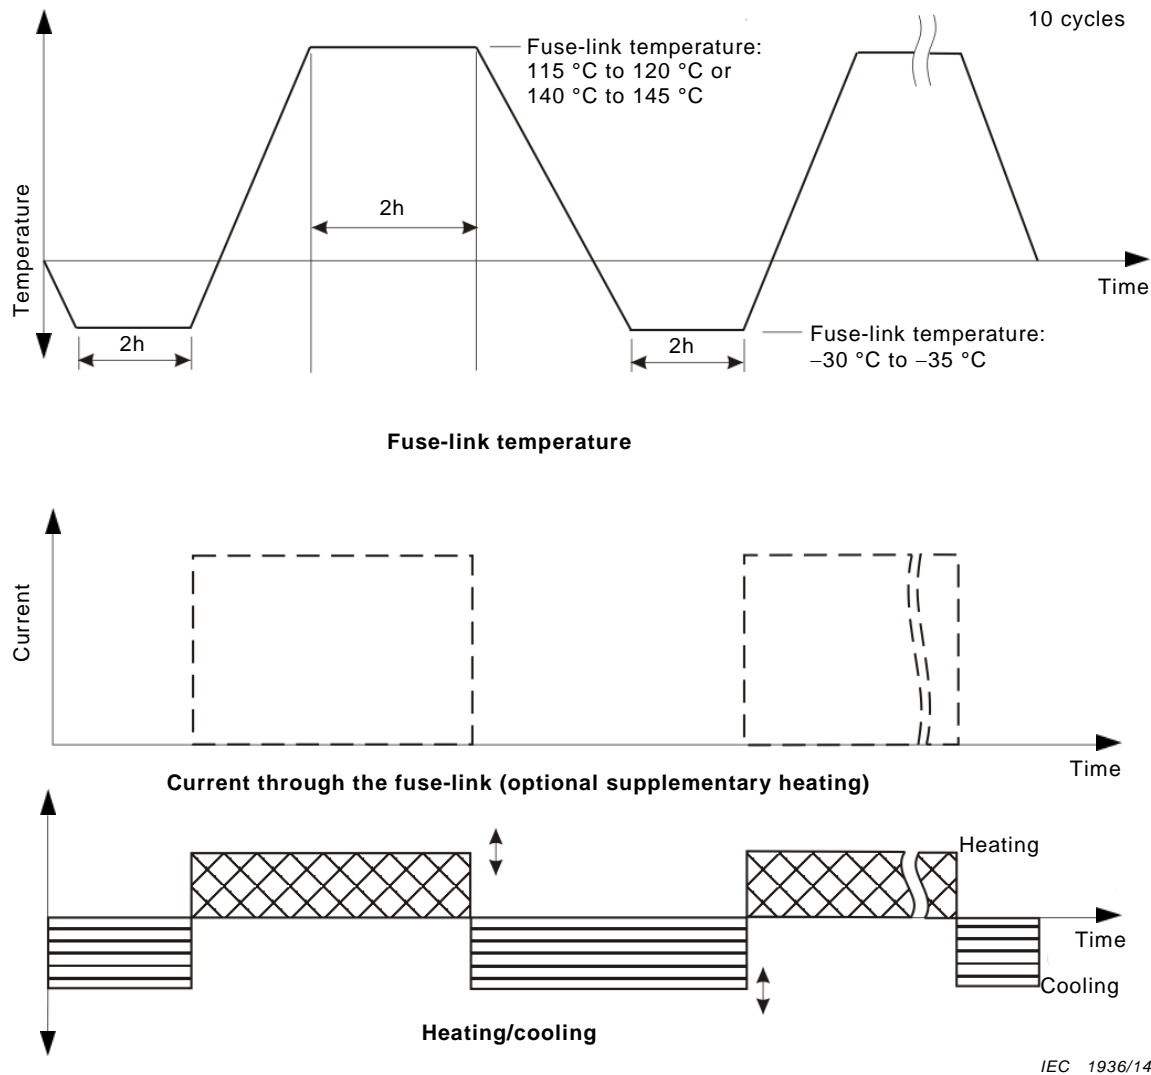 10 cycles
Fuse-link temperature:
115 °C to 120 °C or
140 °C to 145 °C
Temperature
2h
Time
2h
2h
Fuse-link temperature:
–30 °C to –35 °C
Fuse-link temperature
Current
Time
Current through the fuse-link (optional supplementary heating)
Heating
Time
Cooling
Heating/cooling
IEC 1936/14